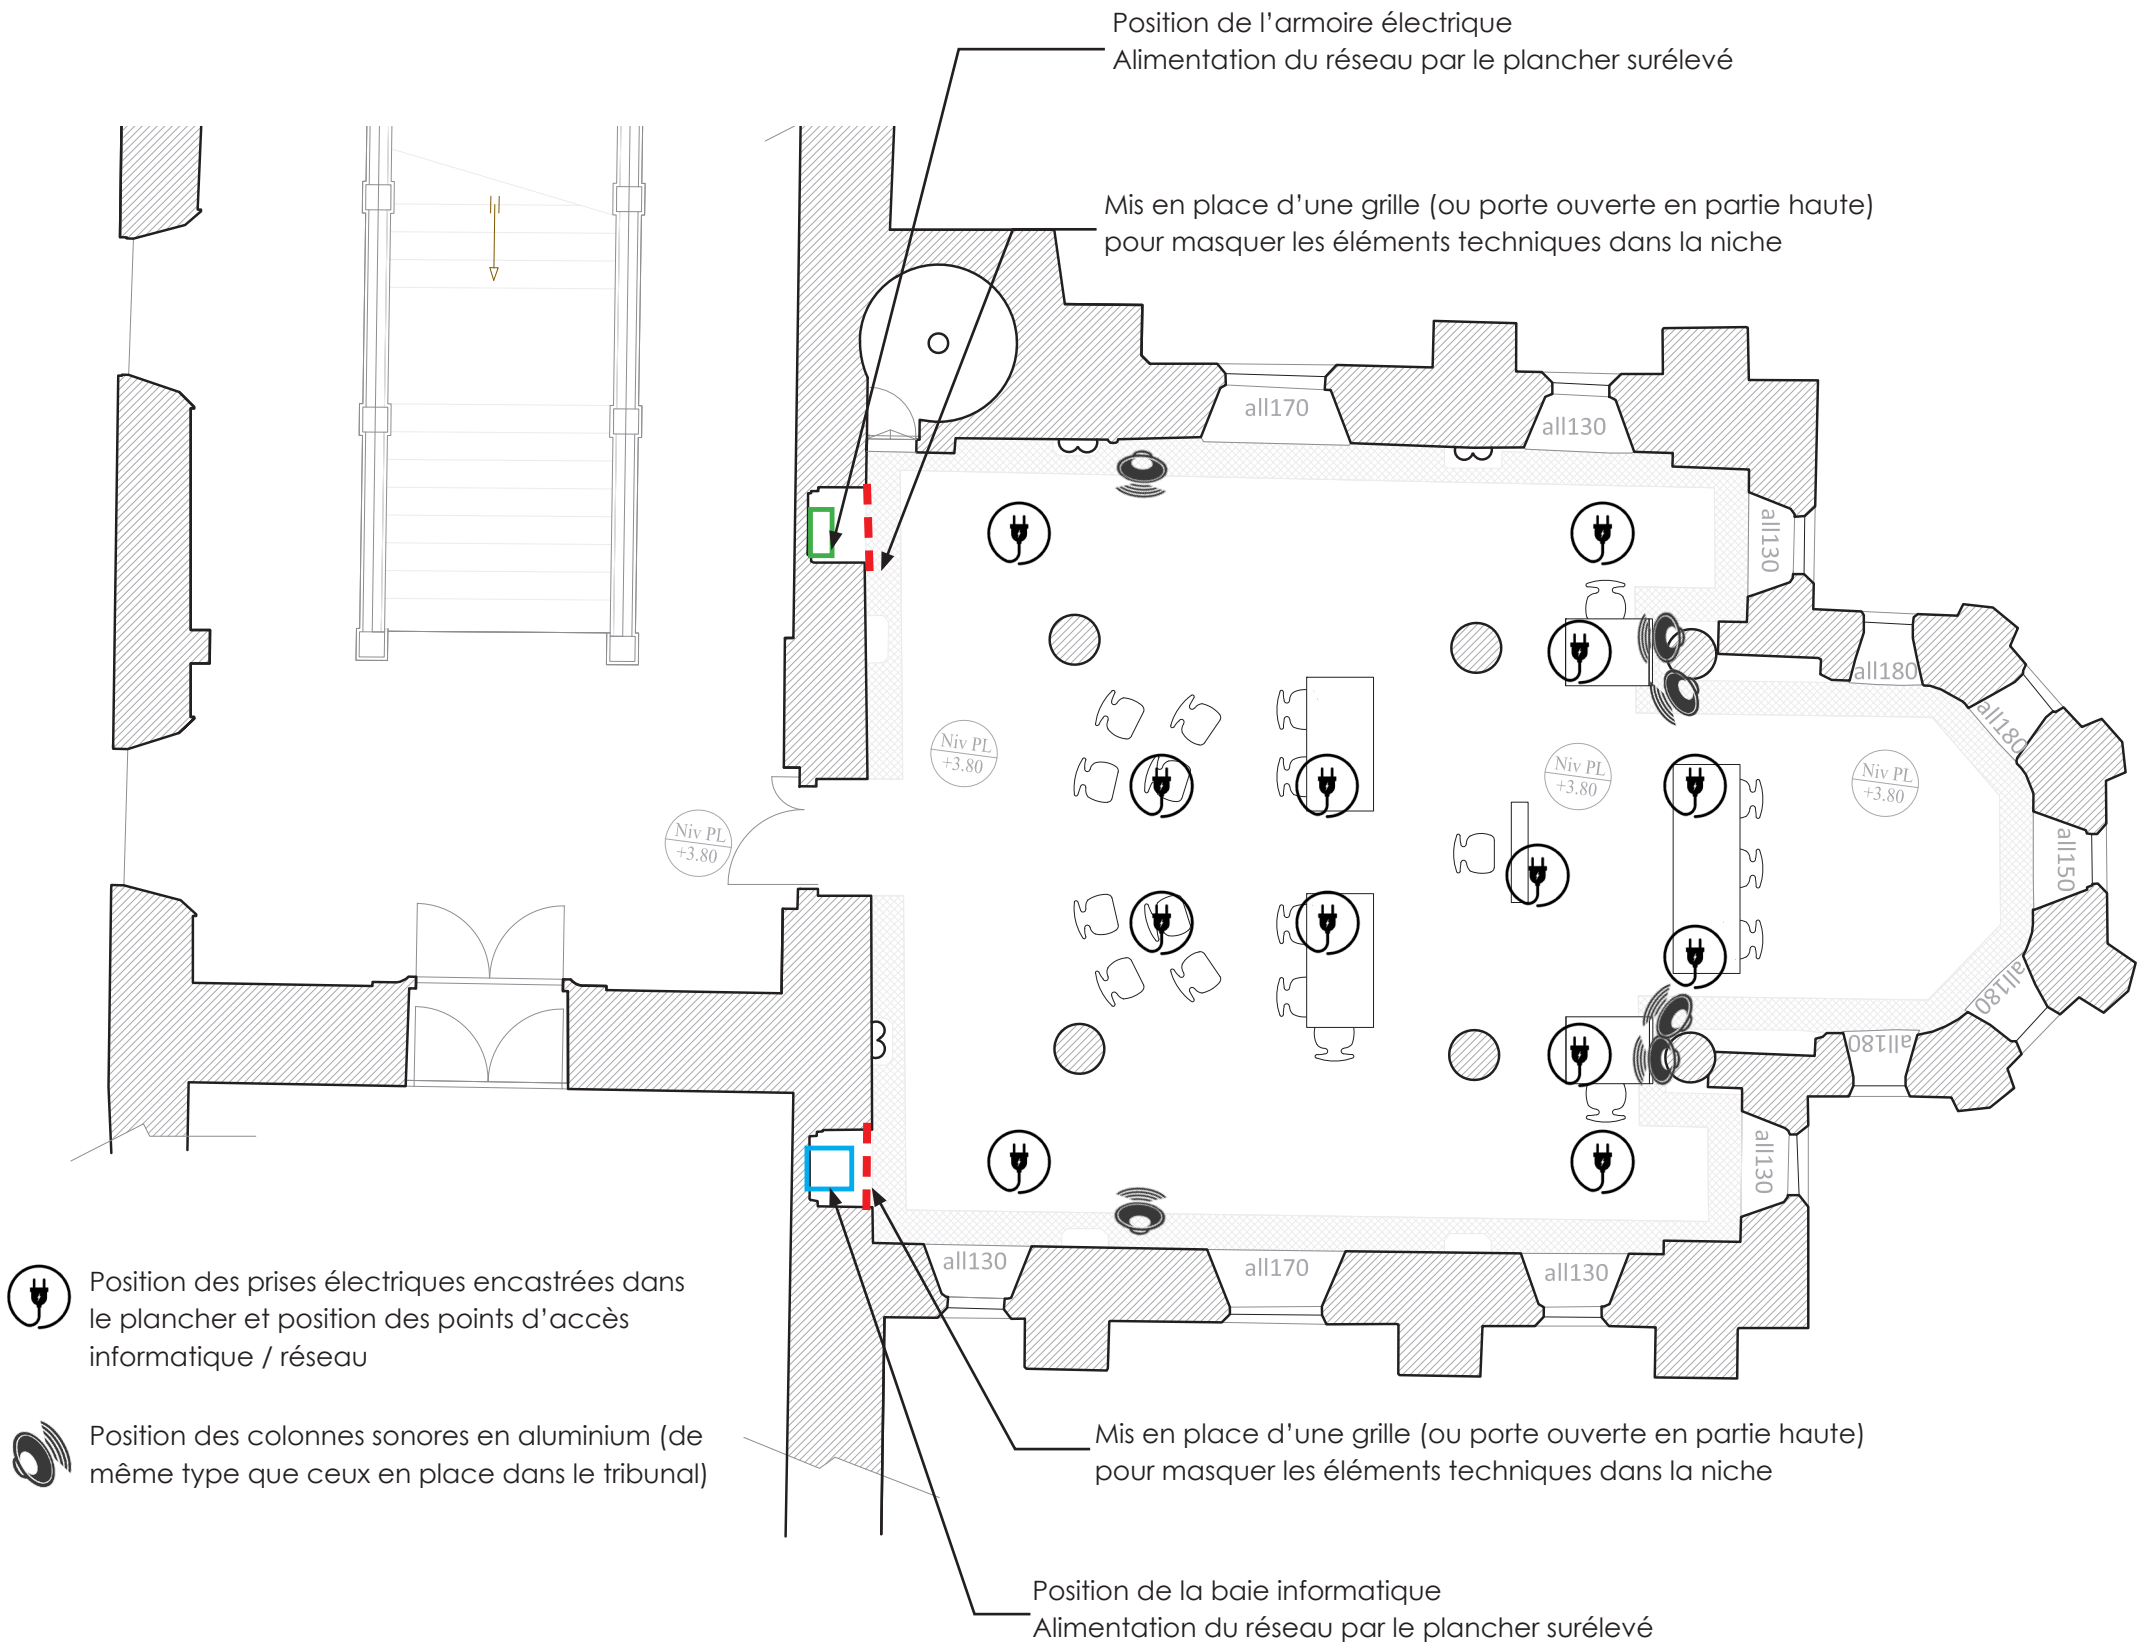 Position de l’armoire électrique
Alimentation du réseau par le plancher surélevé
Mis en place d’une grille (ou porte ouverte en partie haute)
pour masquer les éléments techniques dans la niche
all170
all130
all130
all180
all180
Niv PL
+3.80
Niv PL
+3.80
Niv PL
+3.80
Niv PL
+3.80
all150
all180
all180
all130
all130
all170
all130
Position des prises électriques encastrées dans
le plancher et position des points d’accès
informatique / réseau
Position des colonnes sonores en aluminium (de
même type que ceux en place dans le tribunal)
Mis en place d’une grille (ou porte ouverte en partie haute)
pour masquer les éléments techniques dans la niche
Position de la baie informatique
Alimentation du réseau par le plancher surélevé